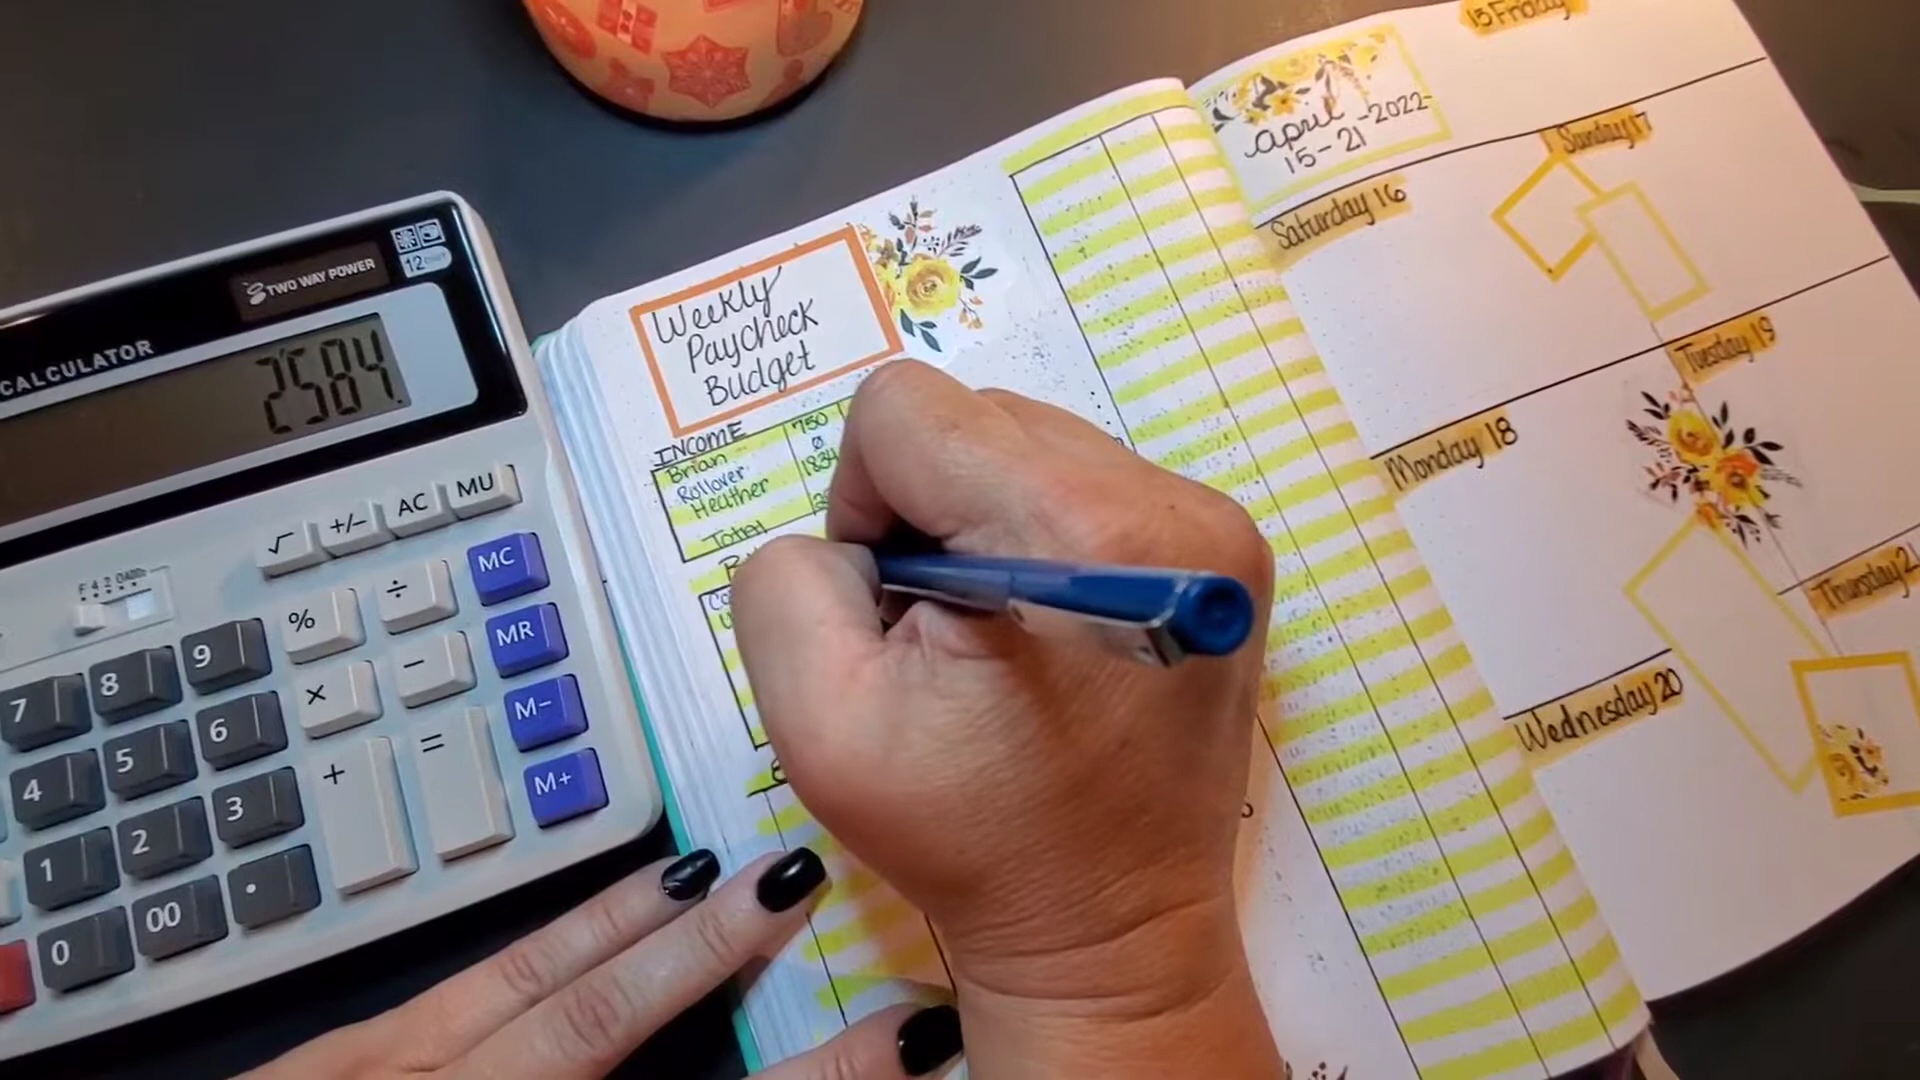 TWO WAY POWER
12
CALCULATOR
2584.
√
+/-
AC
MU
%
÷
MC
7
8
9
×
−
MR
4
5
6
+
=
M−
1
2
3
M+
0
00
.
Weekly
Paycheck
Budget
INCOME
Brian 750
Rollover 0
Heather 1834
Total
april
15-21 -2022-
15 Friday
Saturday 16
Sunday 17
Monday 18
Tuesday 19
Wednesday 20
Thursday 21